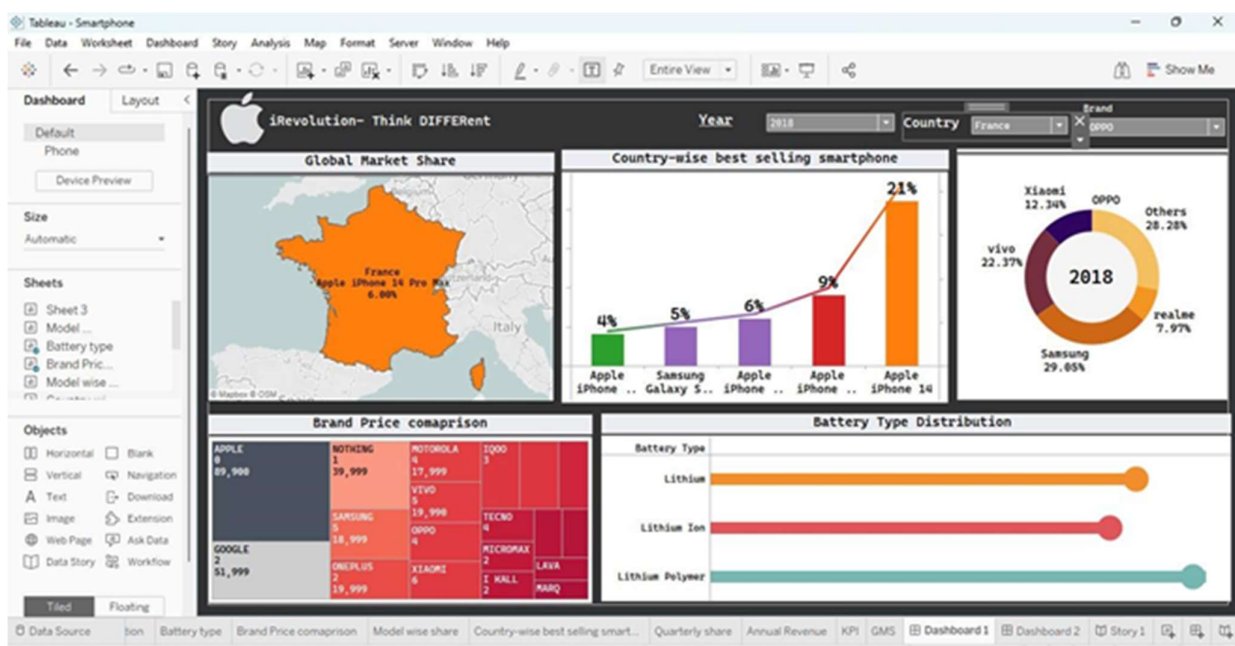 Tableau - Smartphone
File Data Worksheet Dashboard Story Analysis Map Format Server Window Help
Entire View
Show Me
Dashboard Layout
Default
Phone
Device Preview
Size
Automatic
Sheets
Sheet 3
Model ...
Battery type
Brand Pric...
Model wise ...
Objects
Horizontal Blank
Vertical Navigation
A Text Download
Image Extension
Web Page Ask Data
Data Story Workflow
Tiled Floating
iRevolution- Think DIFFERent
Year 2018 Country France
Brand
OPPO
Global Market Share
France
Apple iPhone 14 Pro Max
6.00%
Italy
© Mapbox © OSM
Country-wise best selling smartphone
4% 5% 6% 9% 21%
Apple Samsung Apple Apple Apple
iPhone .. Galaxy S.. iPhone .. iPhone .. iPhone 14
Xiaomi
12.34%
OPPO
Others
28.28%
vivo
22.37%
2018
realme
7.97%
Samsung
29.05%
Brand Price comaprison
APPLE
0
89,900
GOOGLE
2
51,999
NOTHING
1
39,999
SAMSUNG
5
18,999
ONEPLUS
2
19,999
MOTOROLA
4
17,999
VIVO
5
19,990
OPPO
4
XIAOMI
6
IQOO
3
TECNO
4
MICROMAX
2
I KALL
2
LAVA
MARQ
Battery Type Distribution
Battery Type
Lithium
Lithium Ion
Lithium Polymer
Data Source tion Battery type Brand Price comaprison Model wise share Country-wise best selling smart... Quarterly share Annual Revenue KPI GMS Dashboard 1 Dashboard 2 Story 1